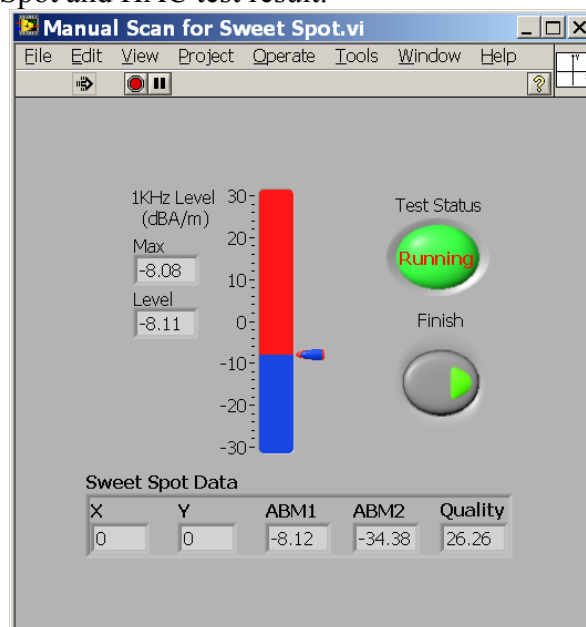 Manual Scan for Sweet Spot.vi
File Edit View Project Operate Tools Window Help
1KHz Level
(dBA/m)
Max
-8.08
Level
-8.11
30
20
10
0
-10
-20
-30
Test Status
Running
Finish
Sweet Spot Data
X Y ABM1 ABM2 Quality
0 0 -8.12 -34.38 26.26